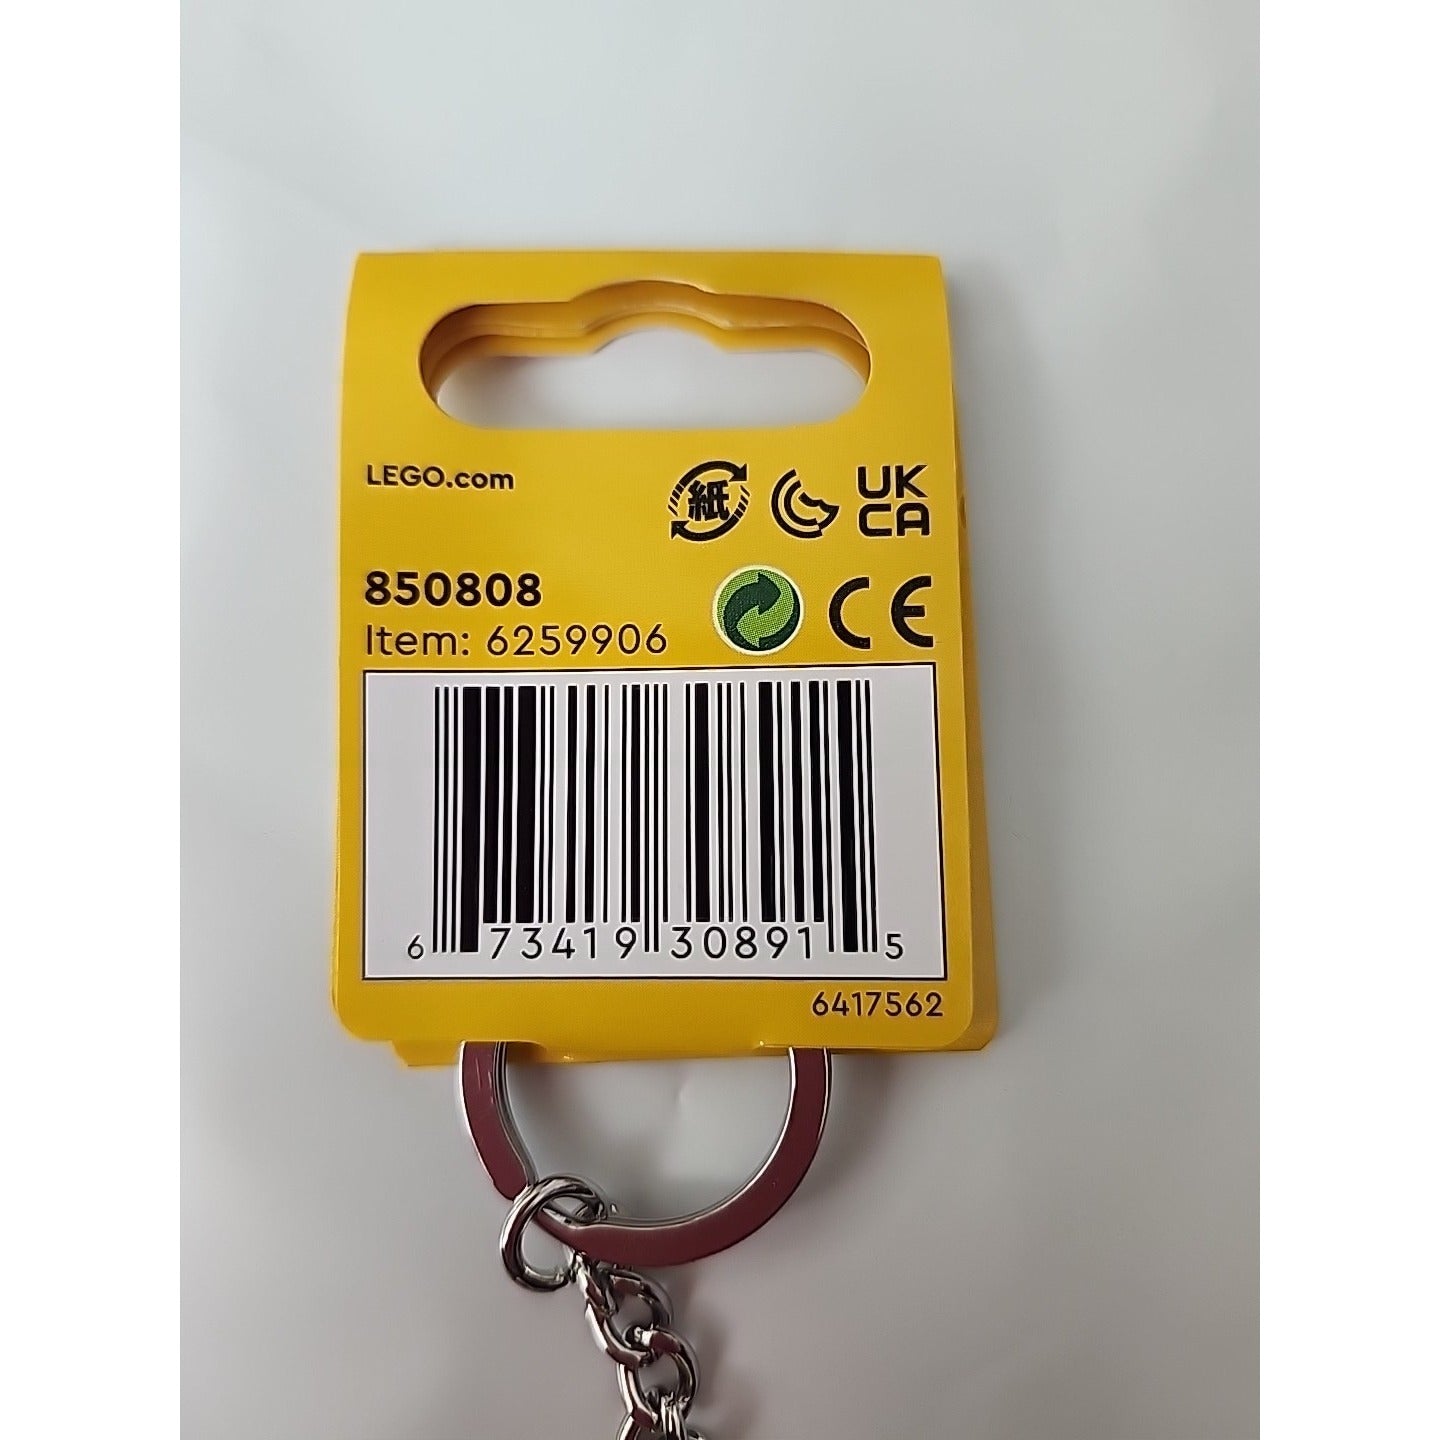 LEGO.com
紙
UK
CA
850808
Item: 6259906
CE
6 73419 30891 5
6417562